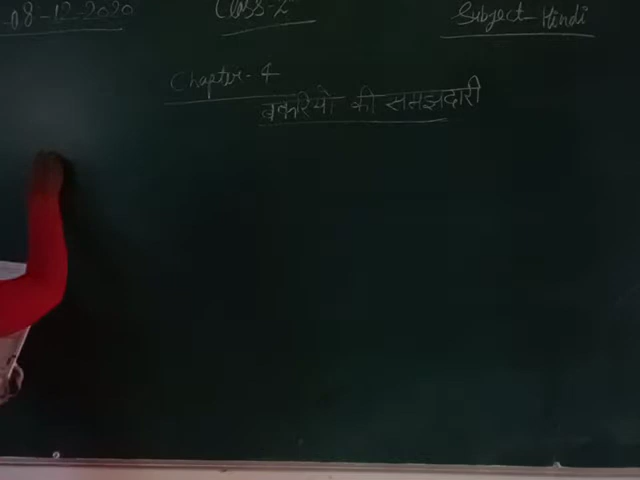 08-12-2020 Class-2 Subject-Hindi
Chapter-4
बकरियो की समझदारी